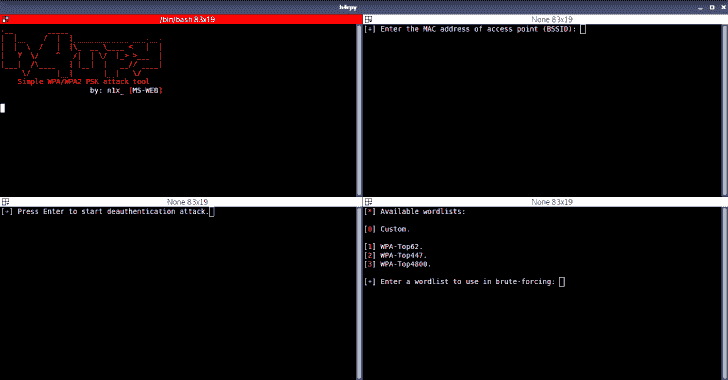 h4rpy
/bin/bash 83x19
Simple WPA/WPA2 PSK attack tool
by: n1x_ [MS-WEB]
None 83x19
[+] Enter the MAC address of access point (BSSID):
None 83x19
[+] Press Enter to start deauthentication attack.
None 83x19
[*] Available wordlists:
[0] Custom.
[1] WPA-Top62.
[2] WPA-Top447.
[3] WPA-Top4800.
[+] Enter a wordlist to use in brute-forcing: